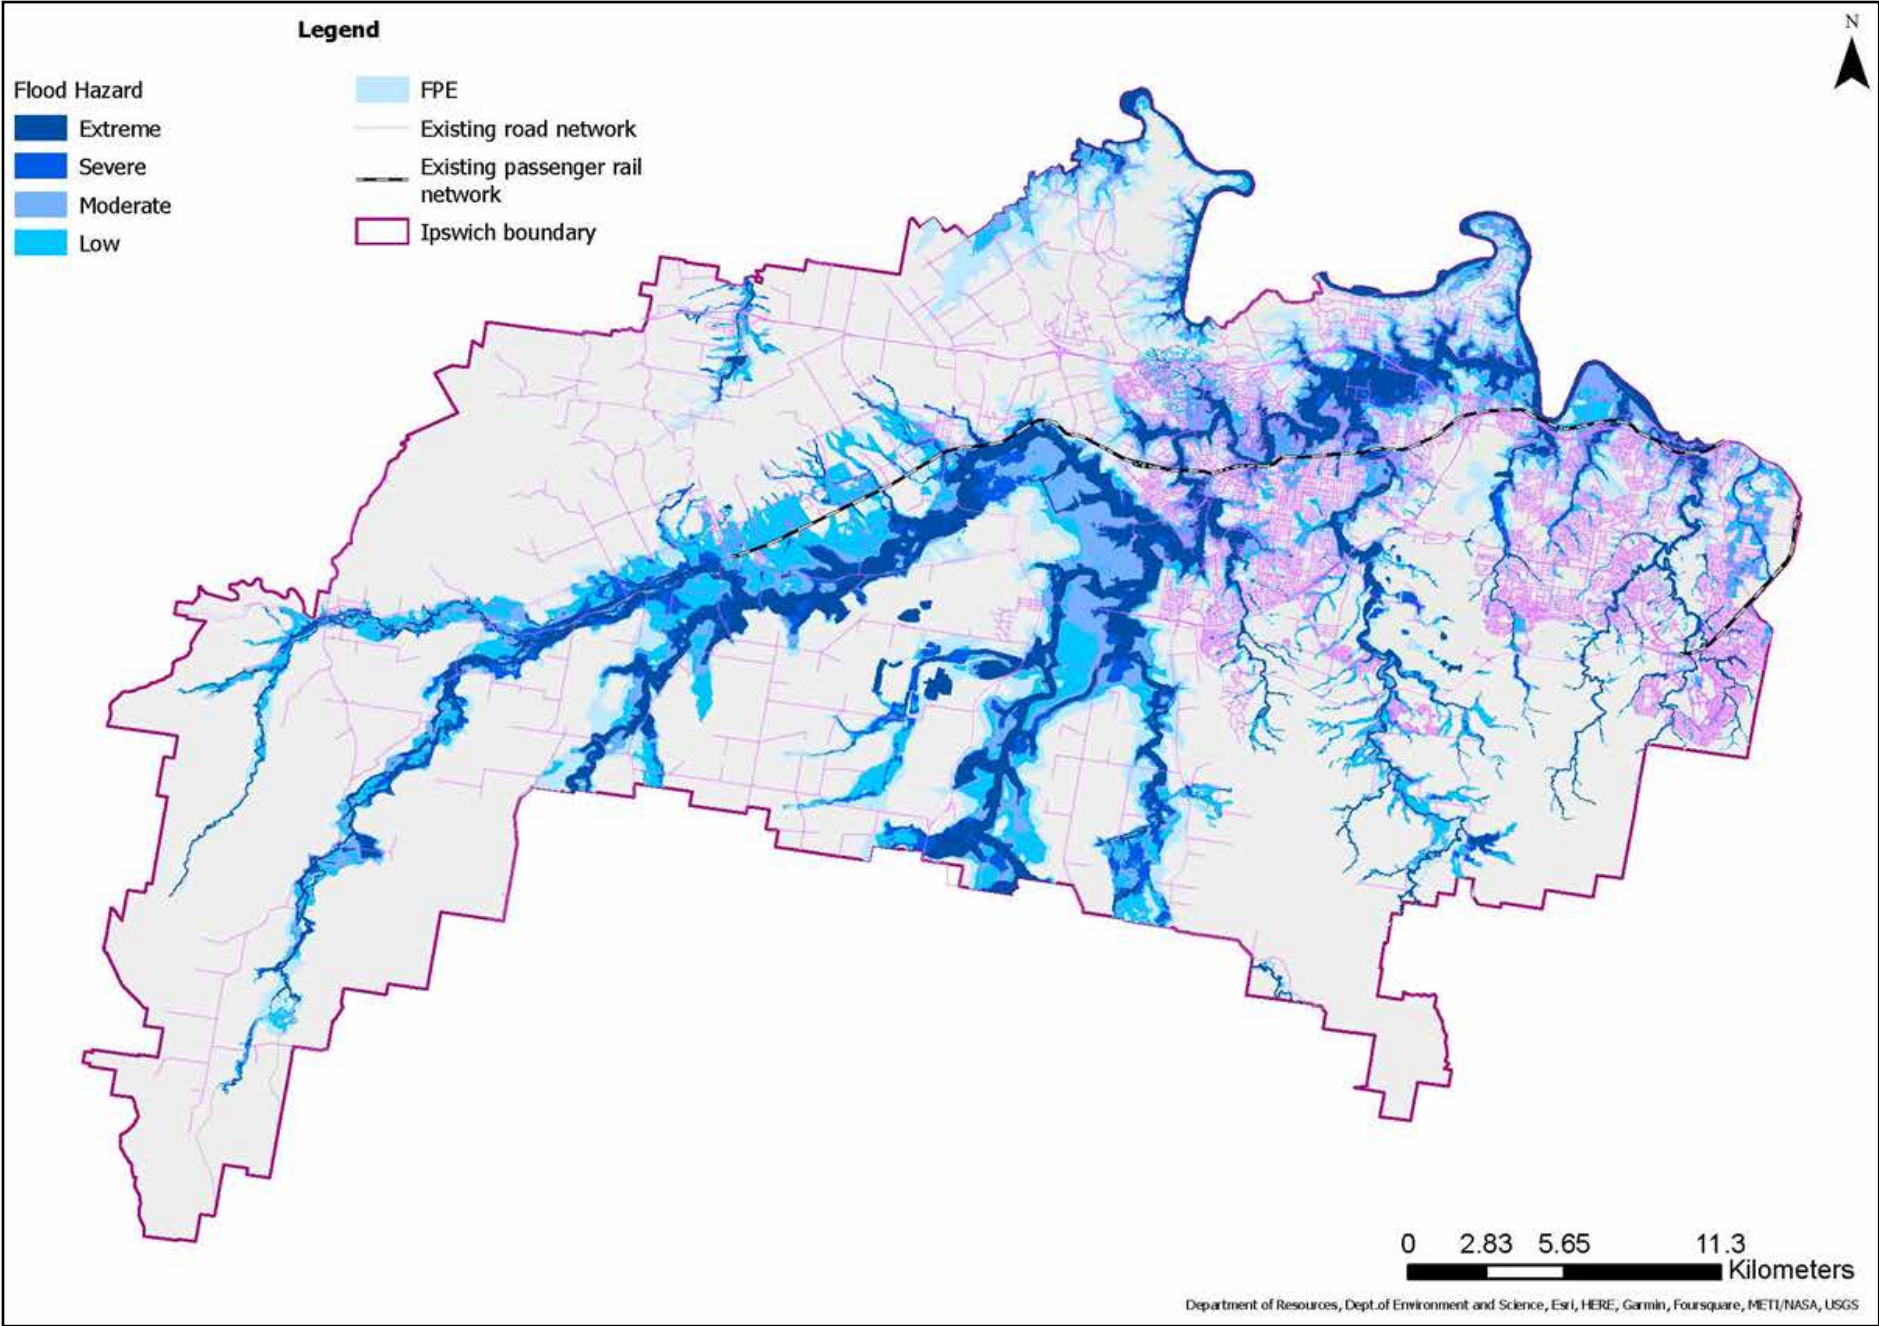 Legend
Flood Hazard
Extreme
Severe
Moderate
Low
FPE
Existing road network
Existing passenger rail
network
Ipswich boundary
N
0 2.83 5.65 11.3
Kilometers
Department of Resources, Dept.of Environment and Science, Esri, HERE, Garmin, Foursquare, METI/NASA, USGS